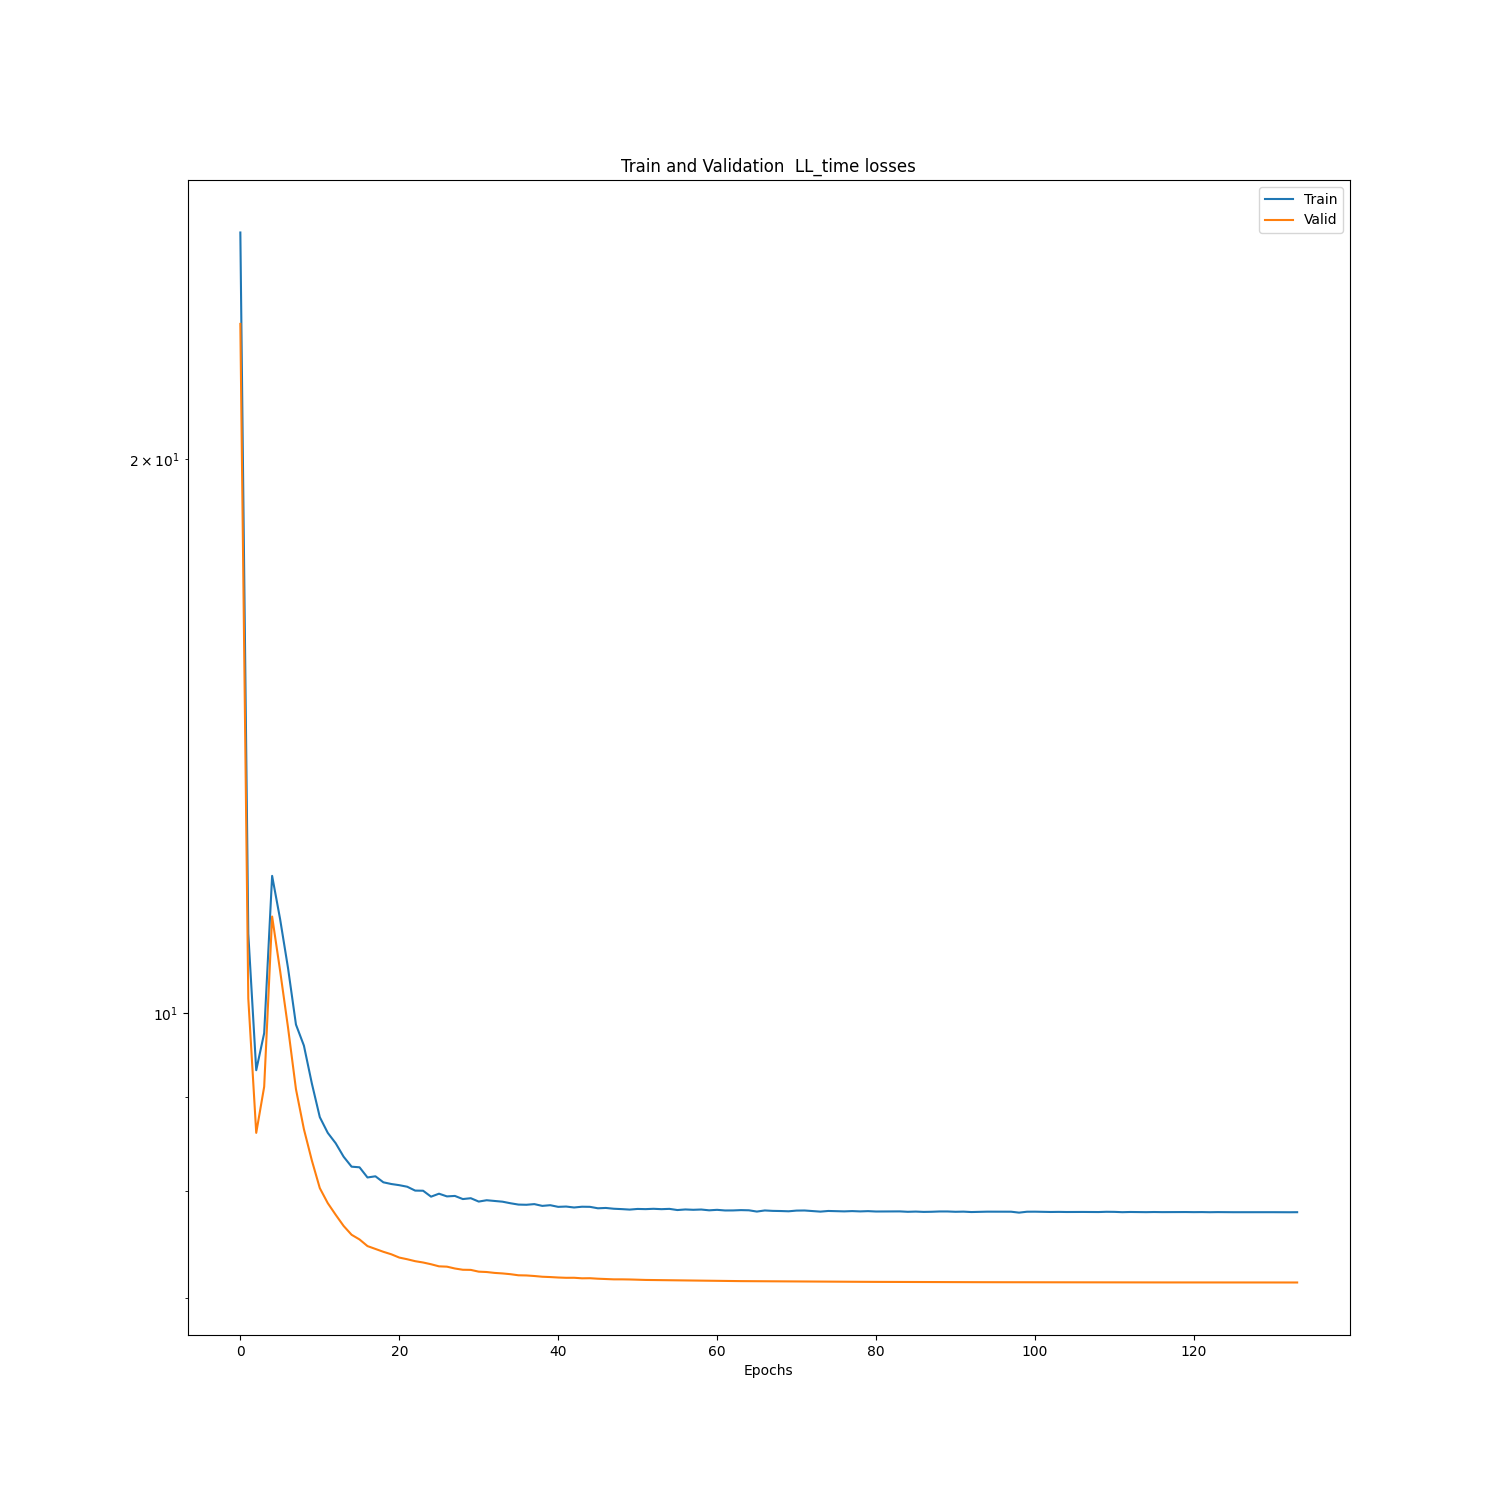 Train and Validation  LL_time losses
Train
Valid
2 × 10¹
10¹
0 20 40 60 80 100 120
Epochs